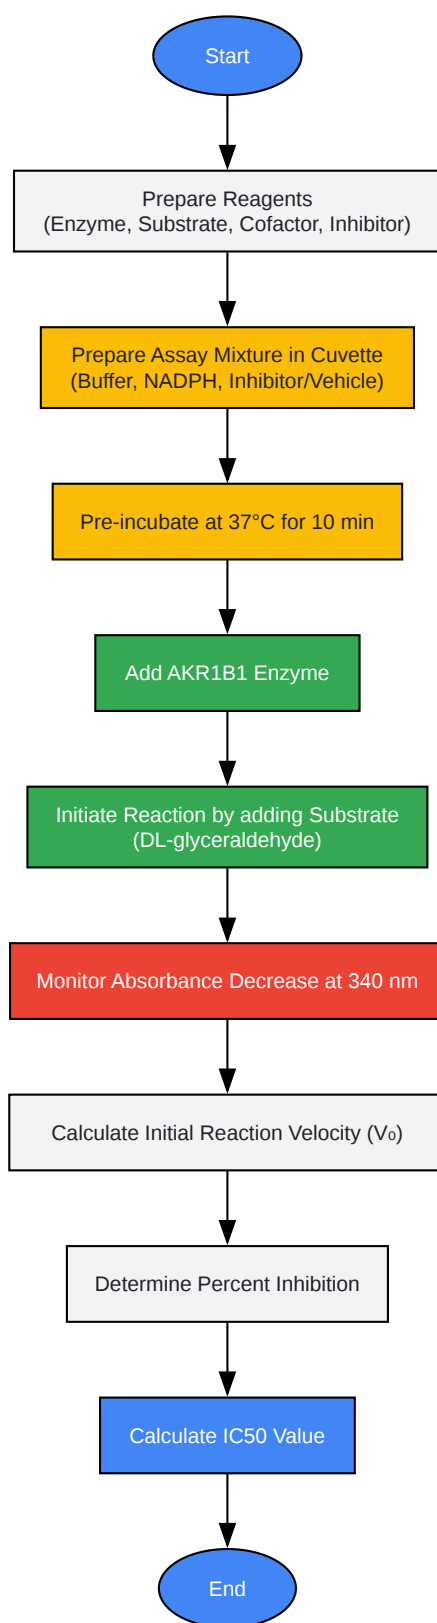 Start
Prepare Reagents
(Enzyme, Substrate, Cofactor, Inhibitor)
Prepare Assay Mixture in Cuvette
(Buffer, NADPH, Inhibitor/Vehicle)
Pre-incubate at 37°C for 10 min
Add AKR1B1 Enzyme
Initiate Reaction by adding Substrate
(DL-glyceraldehyde)
Monitor Absorbance Decrease at 340 nm
Calculate Initial Reaction Velocity (V₀)
Determine Percent Inhibition
Calculate IC50 Value
End